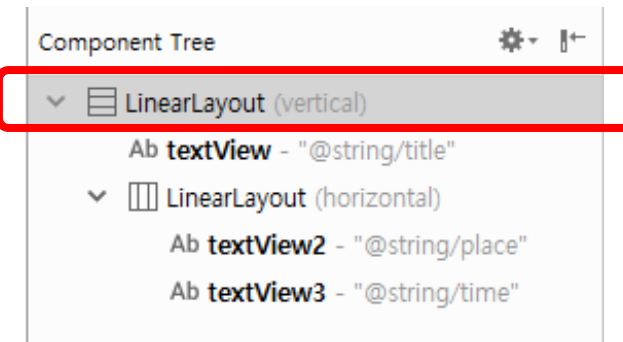 Component Tree
LinearLayout (vertical)
Ab textView - "@string/title"
LinearLayout (horizontal)
Ab textView2 - "@string/place"
Ab textView3 - "@string/time"